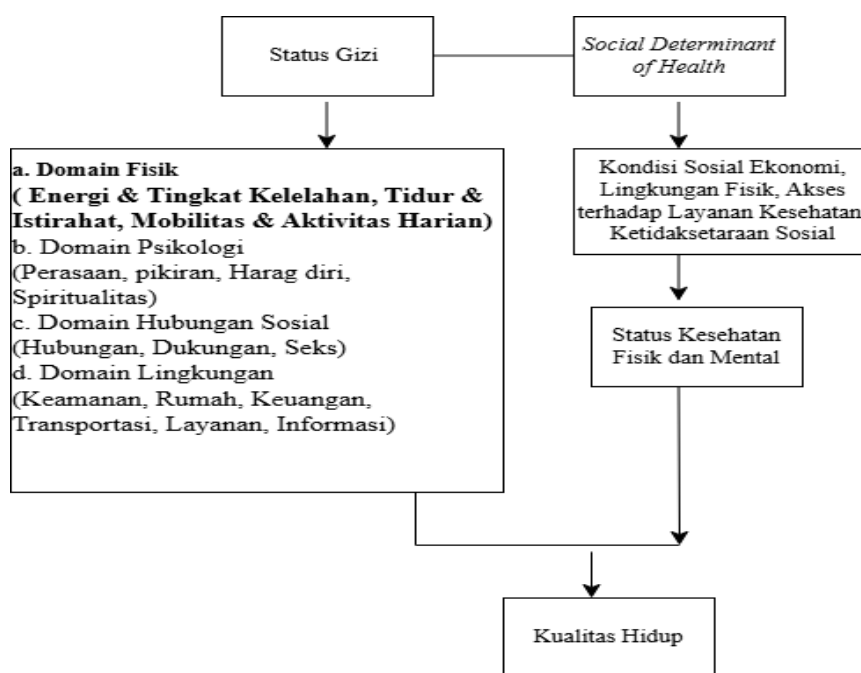 Status Gizi
Social Determinant
of Health
a. Domain Fisik
( Energi & Tingkat Kelelahan, Tidur &
Istirahat, Mobilitas & Aktivitas Harian)
b. Domain Psikologi
(Perasaan, pikiran, Harag diri,
Spiritualitas)
c. Domain Hubungan Sosial
(Hubungan, Dukungan, Seks)
d. Domain Lingkungan
(Keamanan, Rumah, Keuangan,
Transportasi, Layanan, Informasi)
Kondisi Sosial Ekonomi,
Lingkungan Fisik, Akses
terhadap Layanan Kesehatan
Ketidaksetaraan Sosial
Status Kesehatan
Fisik dan Mental
Kualitas Hidup